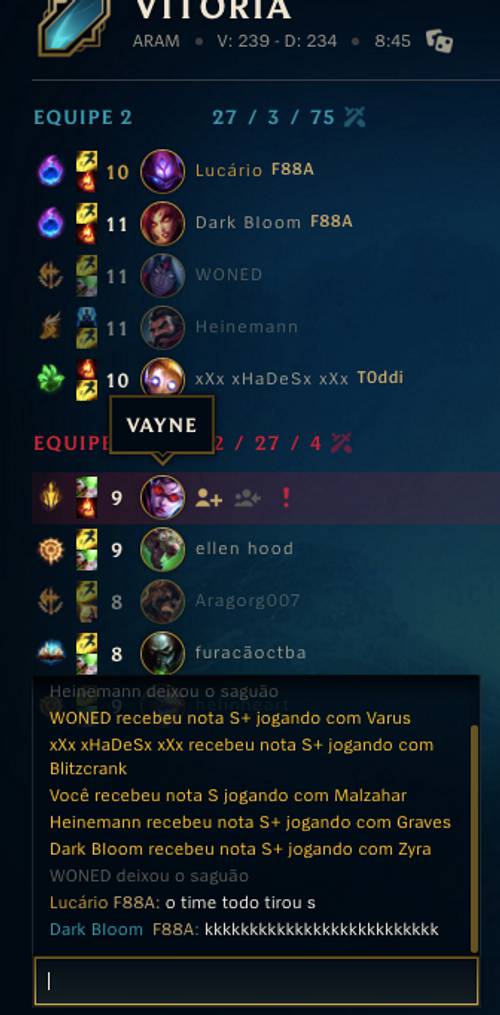 VITÓRIA
ARAM • V: 239 - D: 234 • 8:45
EQUIPE 2 27 / 3 / 75
10 Lucário F88A
11 Dark Bloom F88A
11 WONED
11 Heinemann
10 xXx xHaDeSx xXx T0ddi
VAYNE
EQUIPE 2 / 27 / 4
9
9 ellen hood
8 Aragorg007
8 furacãoctba
Heinemann deixou o saguão
9
WONED recebeu nota S+ jogando com Varus
xXx xHaDeSx xXx recebeu nota S+ jogando com
Blitzcrank
Você recebeu nota S jogando com Malzahar
Heinemann recebeu nota S+ jogando com Graves
Dark Bloom recebeu nota S+ jogando com Zyra
WONED deixou o saguão
Lucário F88A: o time todo tirou s
Dark Bloom F88A: kkkkkkkkkkkkkkkkkkkkkkkkkk